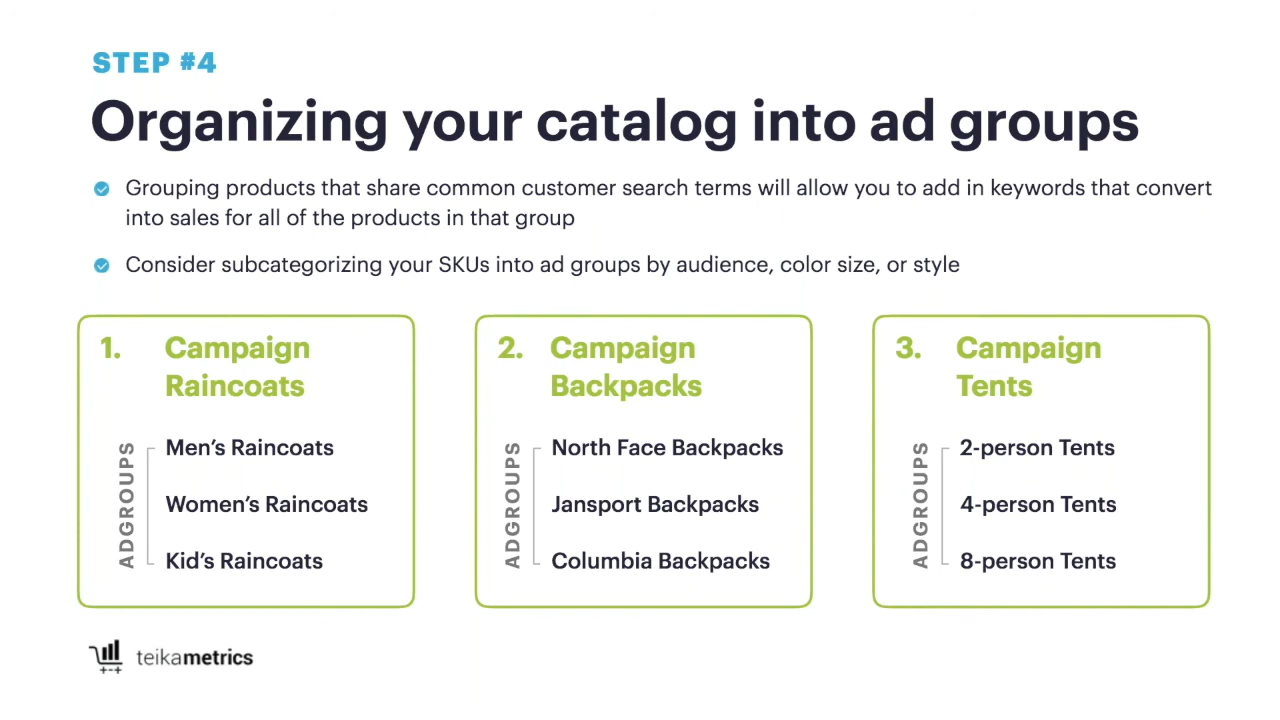 STEP #4
Organizing your catalog into ad groups
Grouping products that share common customer search terms will allow you to add in keywords that convert
into sales for all of the products in that group
Consider subcategorizing your SKUs into ad groups by audience, color size, or style
1. Campaign
Raincoats
ADGROUPS
Men’s Raincoats
Women’s Raincoats
Kid’s Raincoats
2. Campaign
Backpacks
ADGROUPS
North Face Backpacks
Jansport Backpacks
Columbia Backpacks
3. Campaign
Tents
ADGROUPS
2-person Tents
4-person Tents
8-person Tents
teikametrics